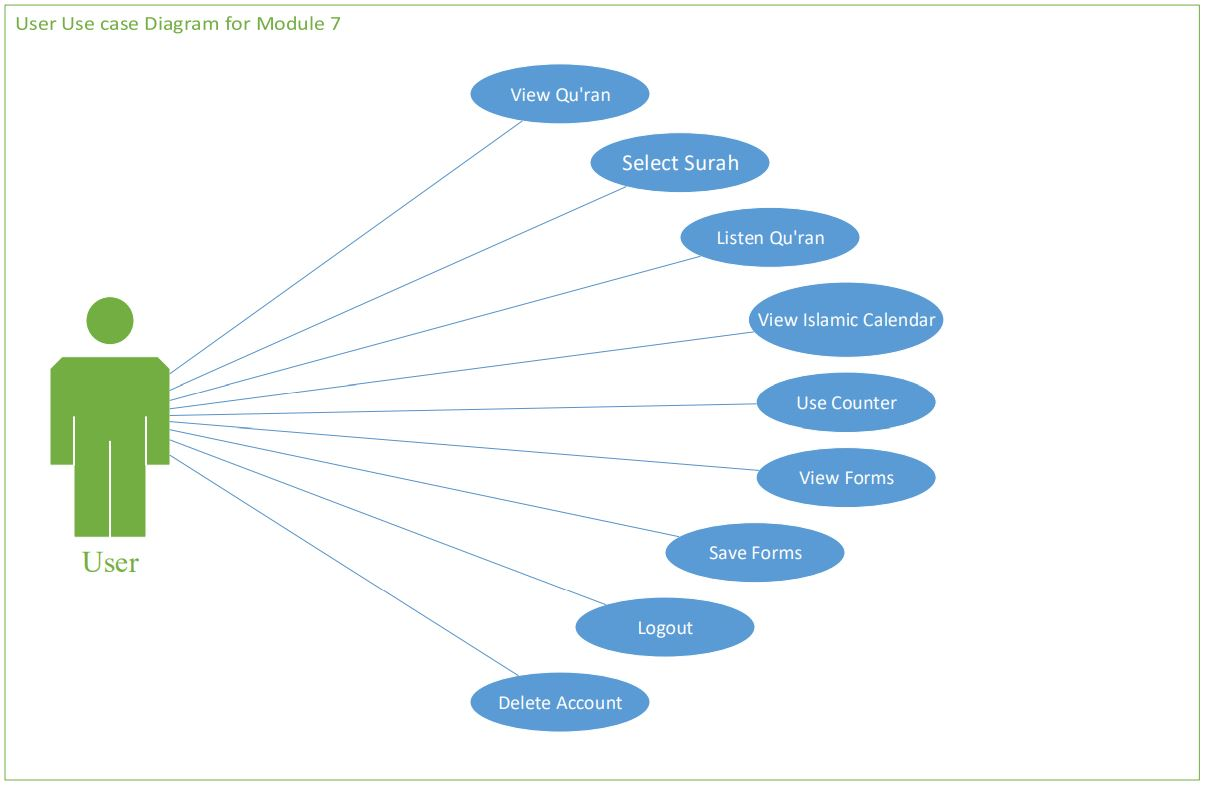 User Use case Diagram for Module 7
View Qu'ran
Select Surah
Listen Qu'ran
View Islamic Calendar
Use Counter
View Forms
Save Forms
Logout
Delete Account
User